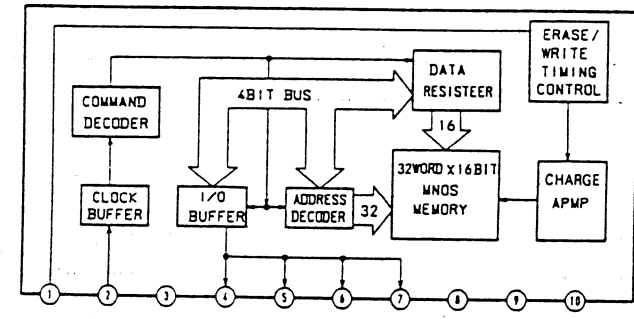 ERASE/
WRITE
TIMING
CONTROL
DATA
RESISTEER
4BIT BUS
COMMAND
DECODER
16
32WORD x 16BIT
MNOS
MEMORY
CHARGE
APMP
CLOCK
BUFFER
I/O
BUFFER
ADDRESS
DECODER
32
1 2 3 4 5 6 7 8 9 10